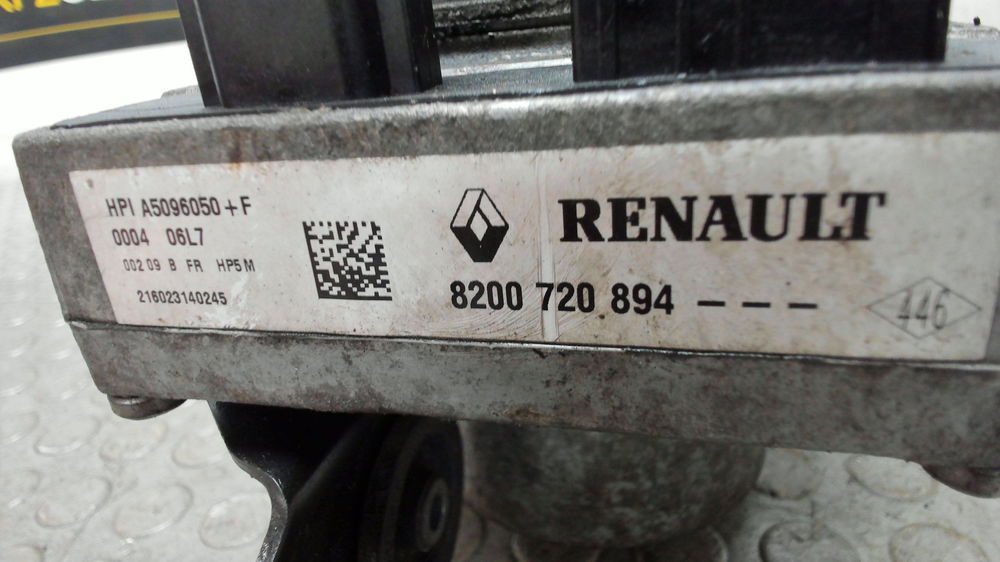 HPI A5096050+F
0004 06L7
00209 B FR HP5M
216023140245
RENAULT
8200 720 894 ---
446